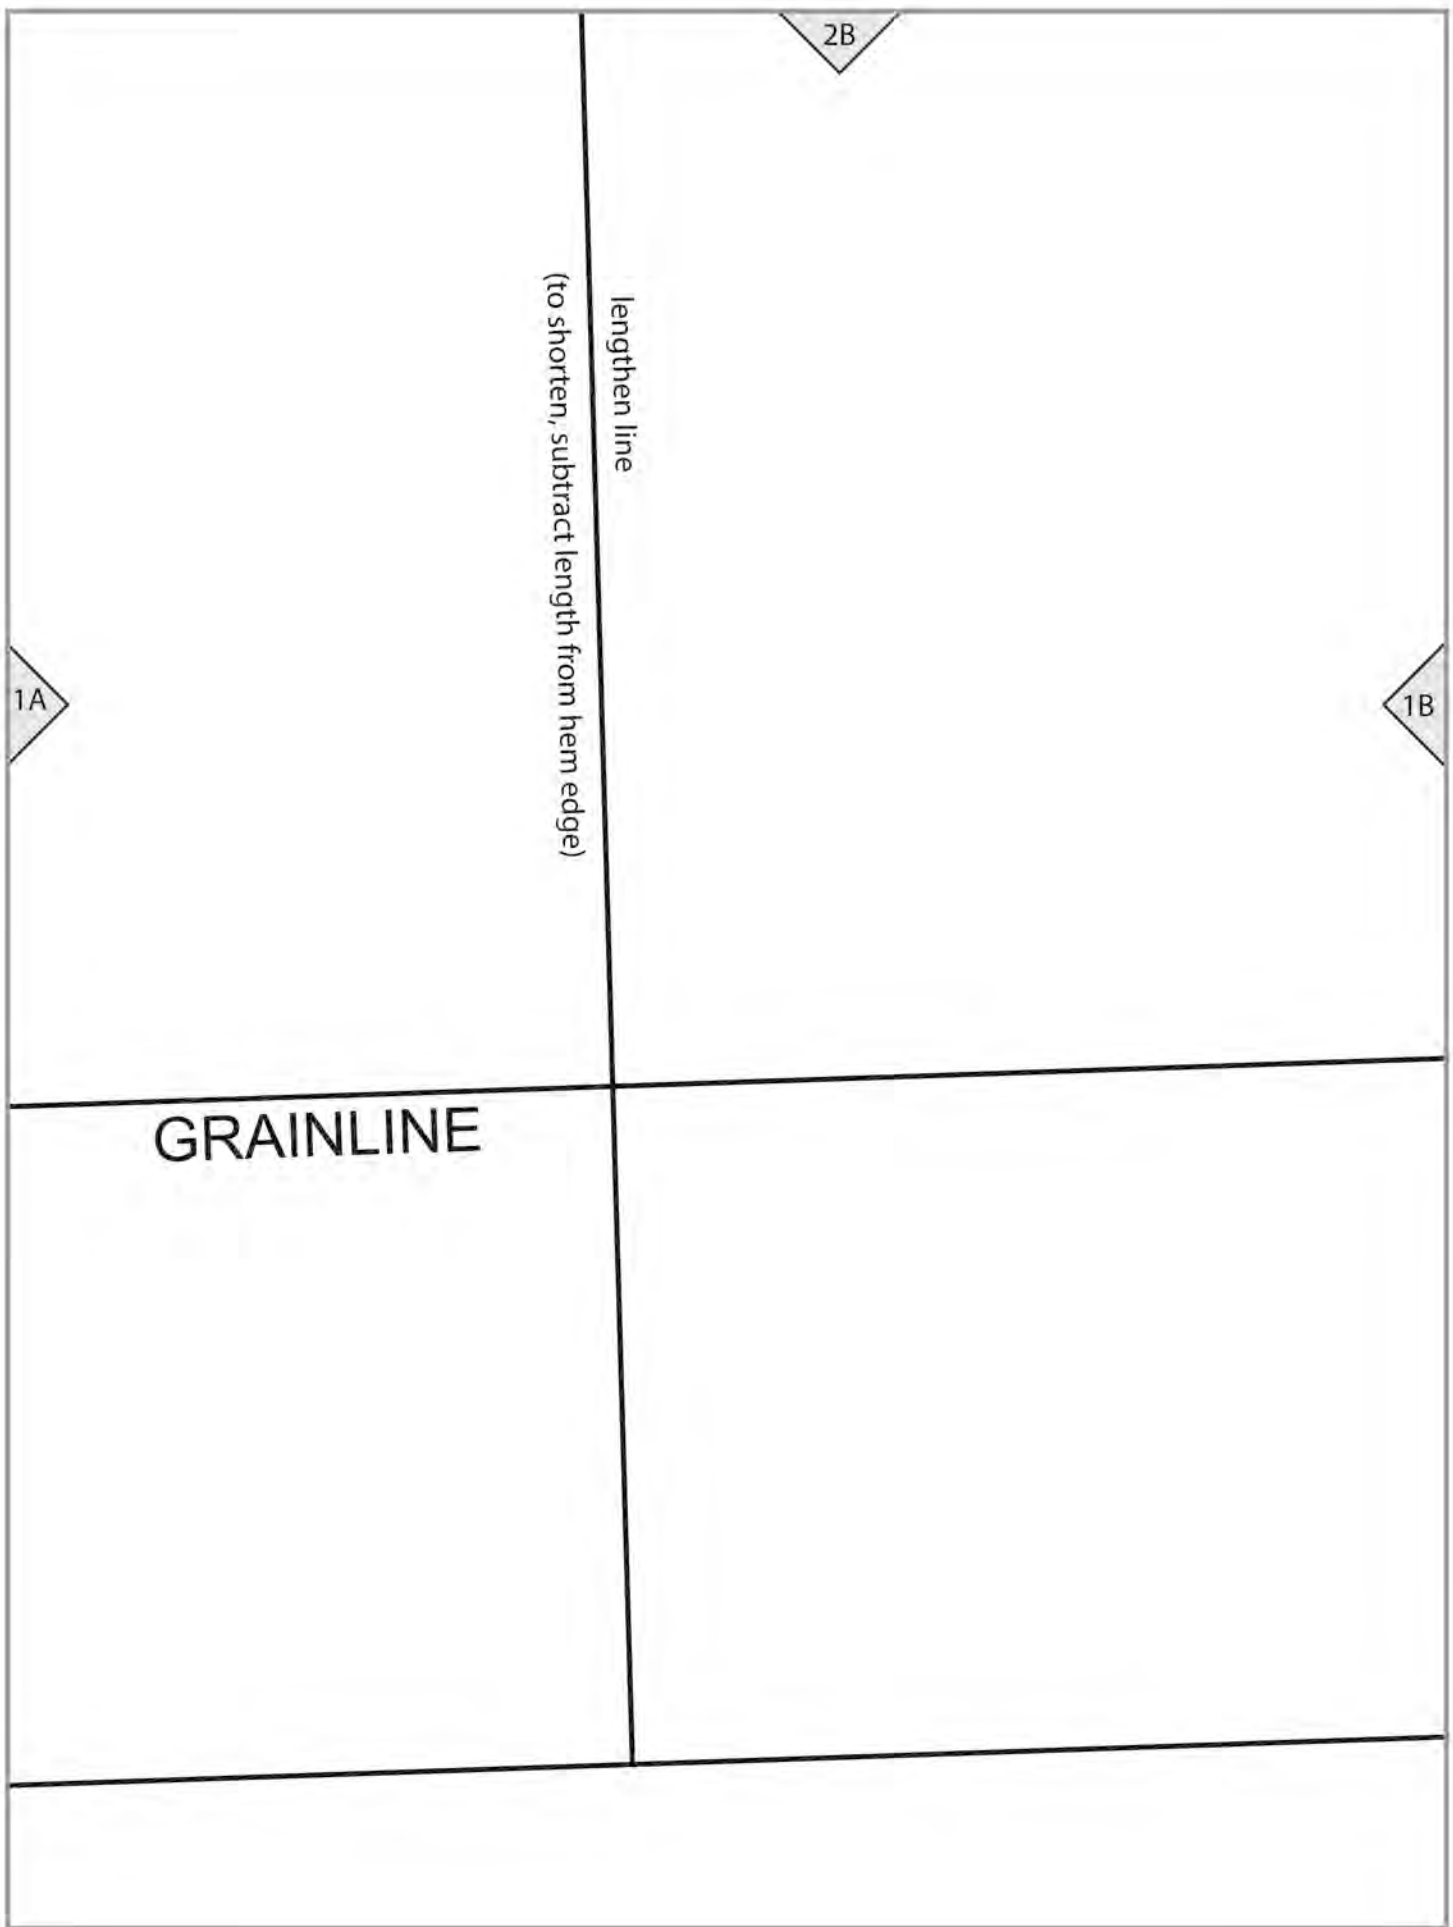 2B
lengthen line
(to shorten, subtract length from hem edge)
1A
1B
GRAINLINE